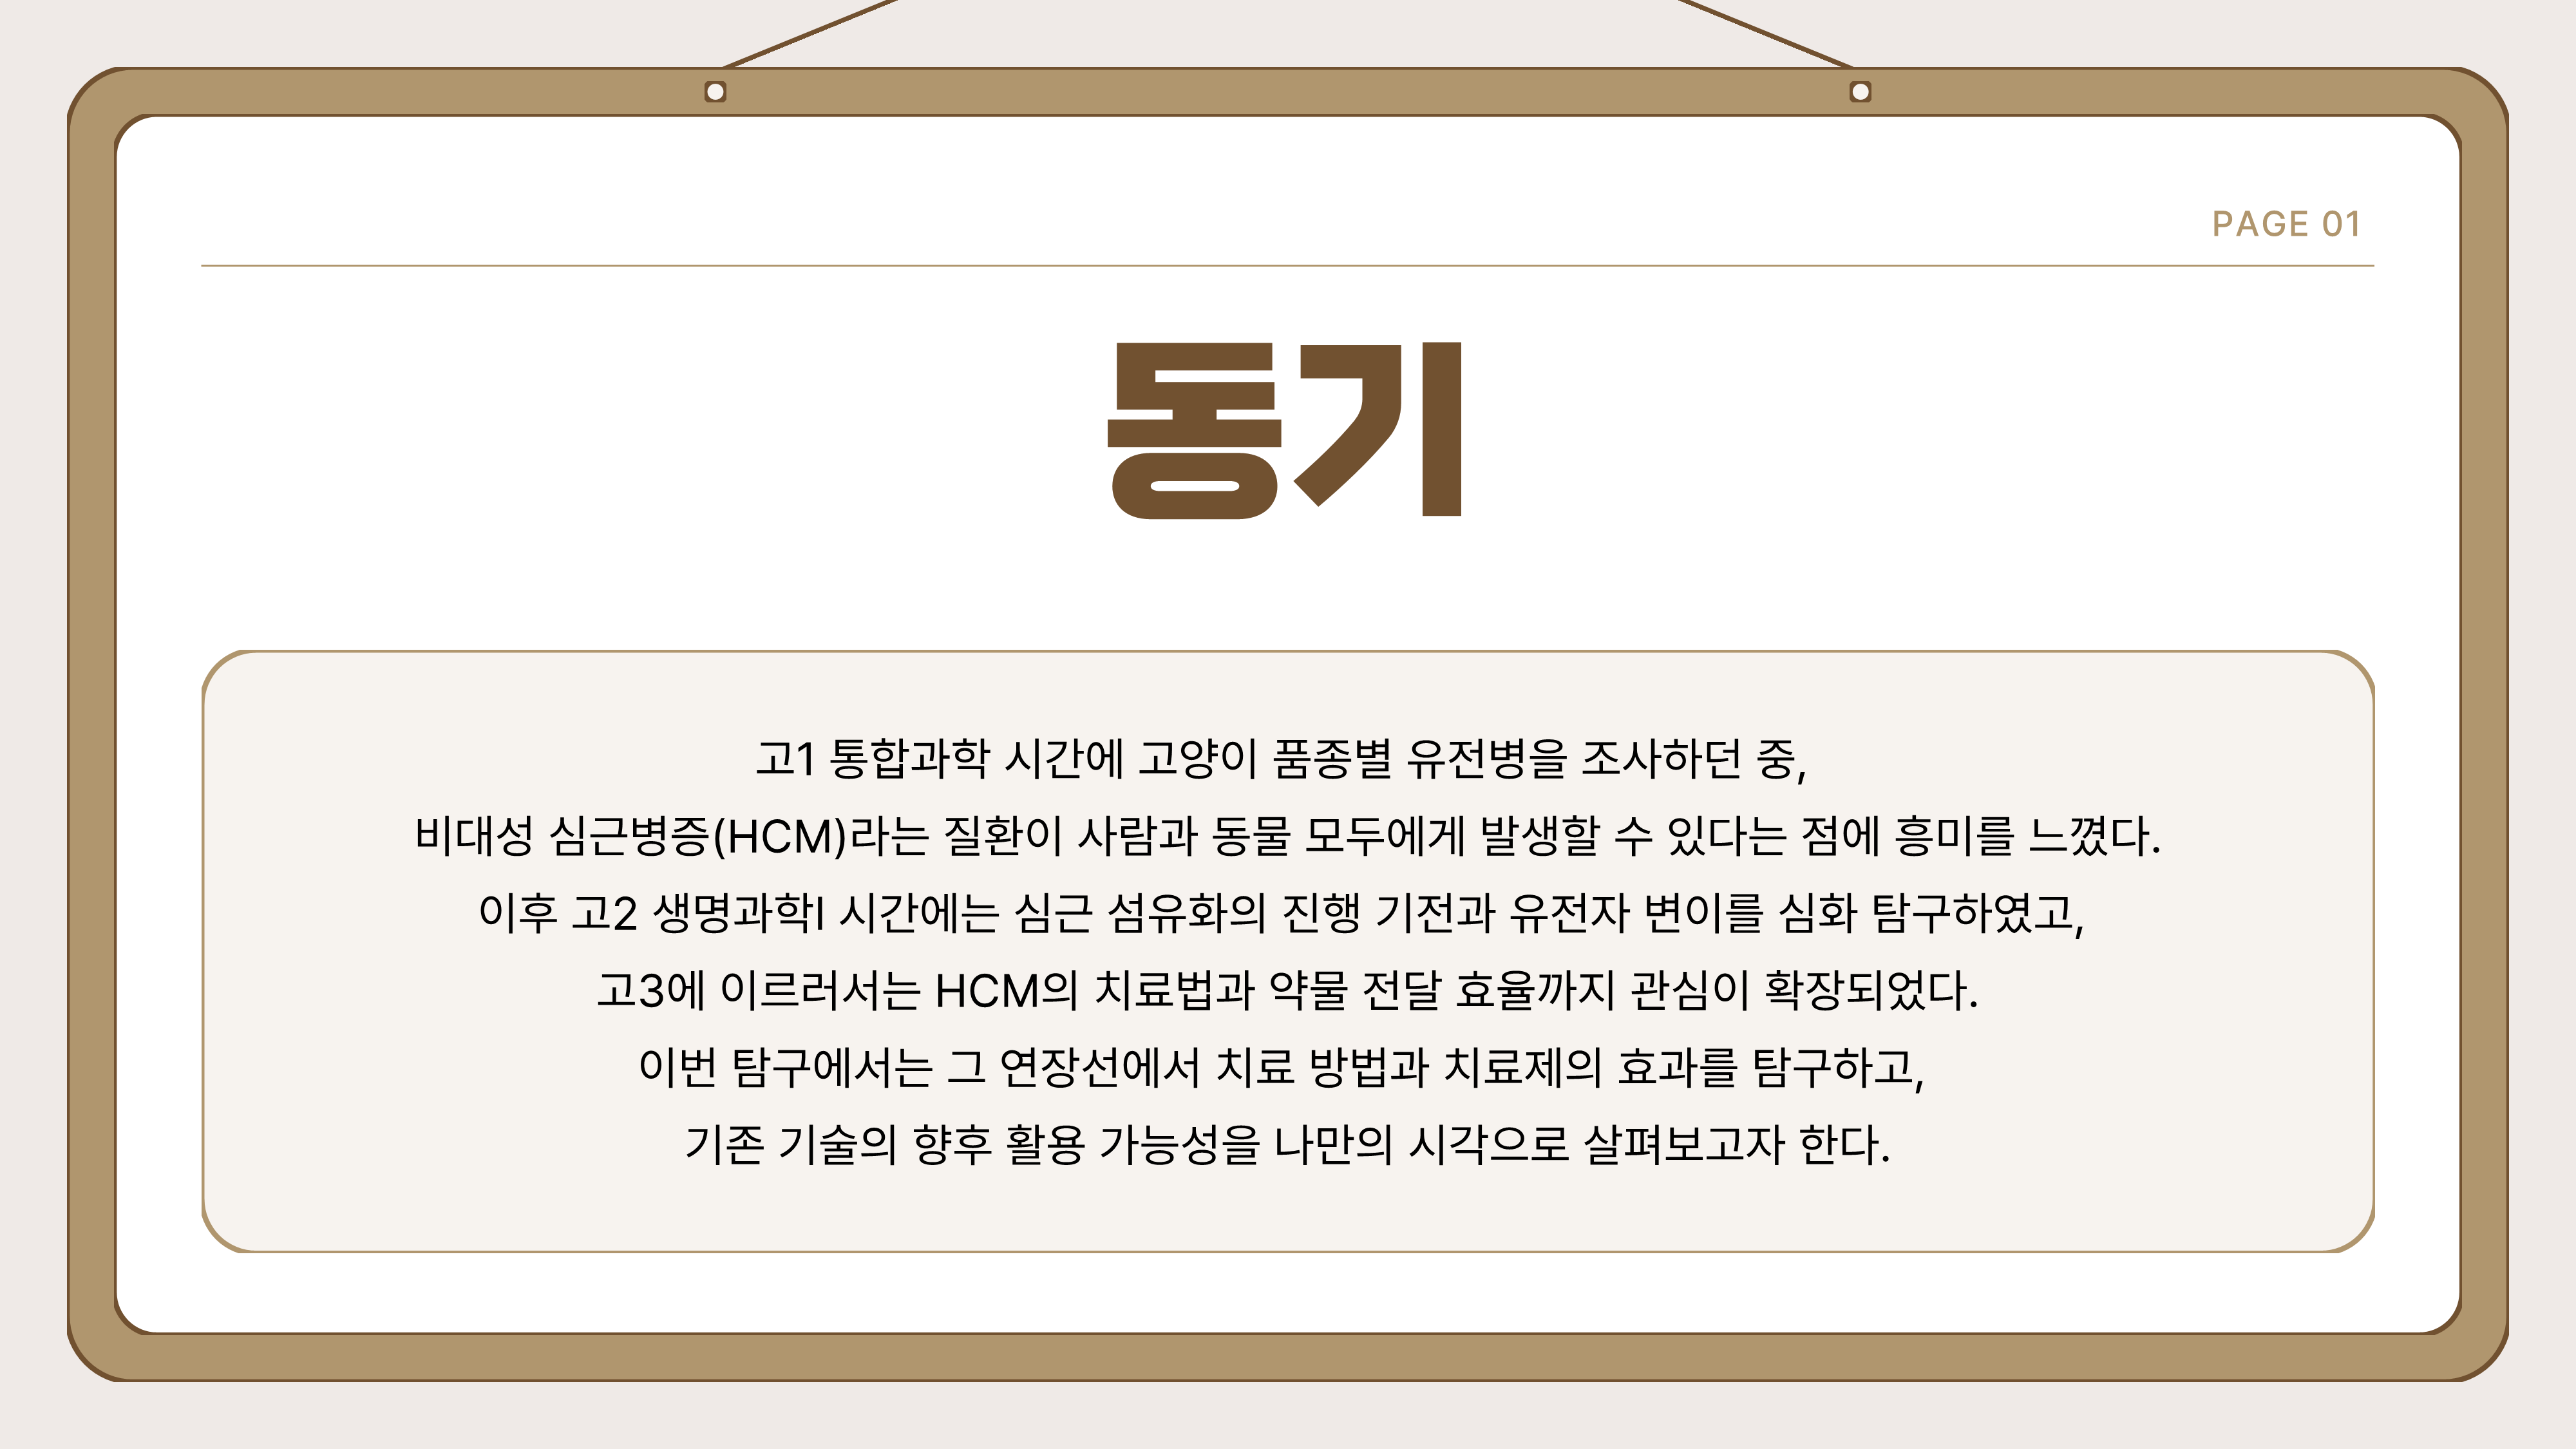 PAGE 01
동기
고1 통합과학 시간에 고양이 품종별 유전병을 조사하던 중,
비대성 심근병증(HCM)라는 질환이 사람과 동물 모두에게 발생할 수 있다는 점에 흥미를 느꼈다.
이후 고2 생명과학I 시간에는 심근 섬유화의 진행 기전과 유전자 변이를 심화 탐구하였고,
고3에 이르러서는 HCM의 치료법과 약물 전달 효율까지 관심이 확장되었다.
이번 탐구에서는 그 연장선에서 치료 방법과 치료제의 효과를 탐구하고,
기존 기술의 향후 활용 가능성을 나만의 시각으로 살펴보고자 한다.